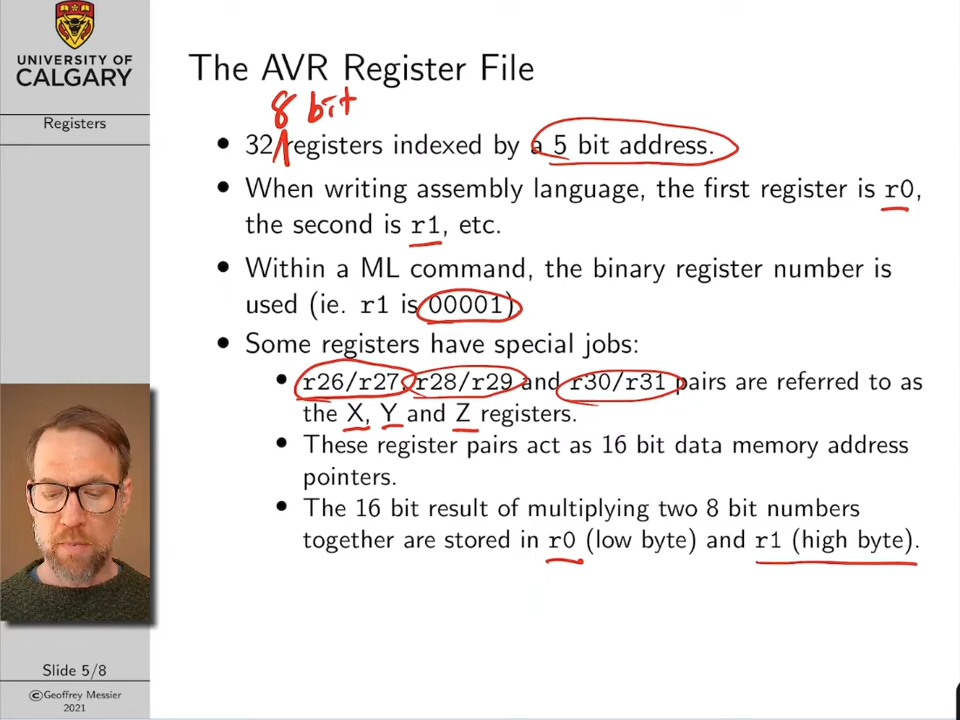 UNIVERSITY OF
CALGARY
Registers
The AVR Register File
8 bit
• 32 registers indexed by a 5 bit address.
• When writing assembly language, the first register is r0,
the second is r1, etc.
• Within a ML command, the binary register number is
used (ie. r1 is 00001)
• Some registers have special jobs:
• r26/r27, r28/r29 and r30/r31 pairs are referred to as
the X, Y and Z registers.
• These register pairs act as 16 bit data memory address
pointers.
• The 16 bit result of multiplying two 8 bit numbers
together are stored in r0 (low byte) and r1 (high byte).
Slide 5/8
©Geoffrey Messier
2021